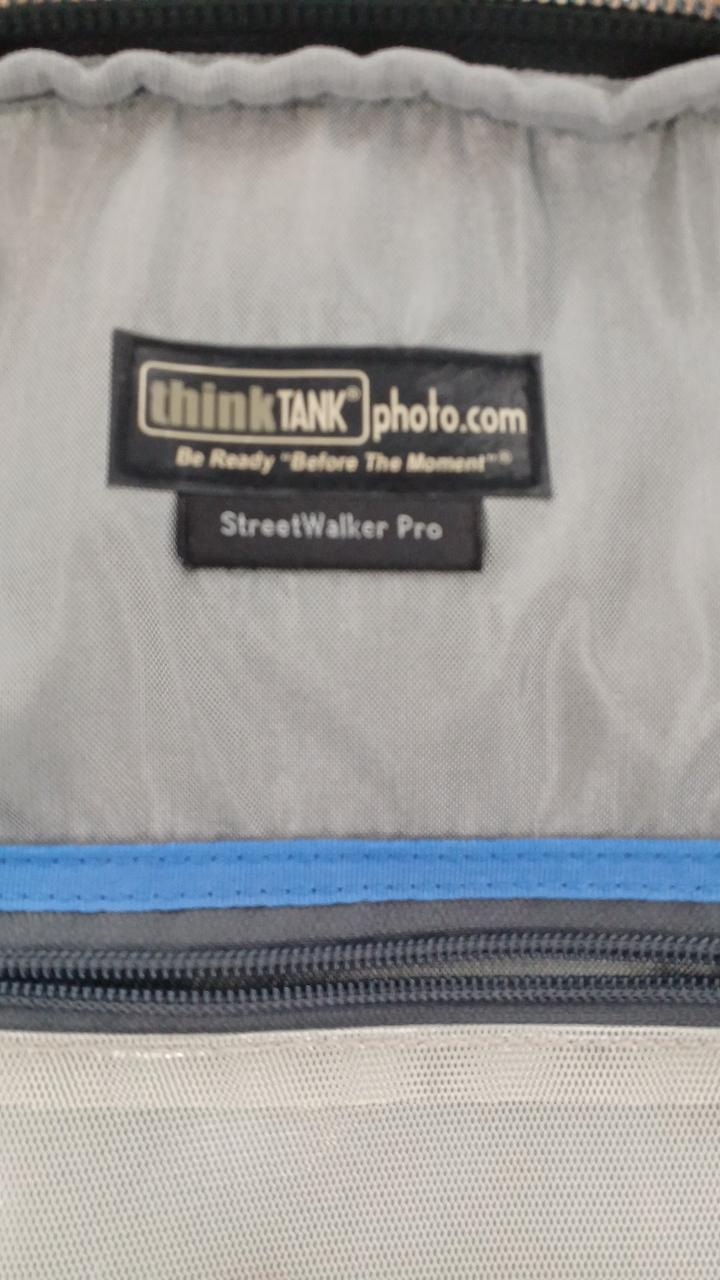 thinkTANK® photo.com
Be Ready "Before The Moment"®
StreetWalker Pro